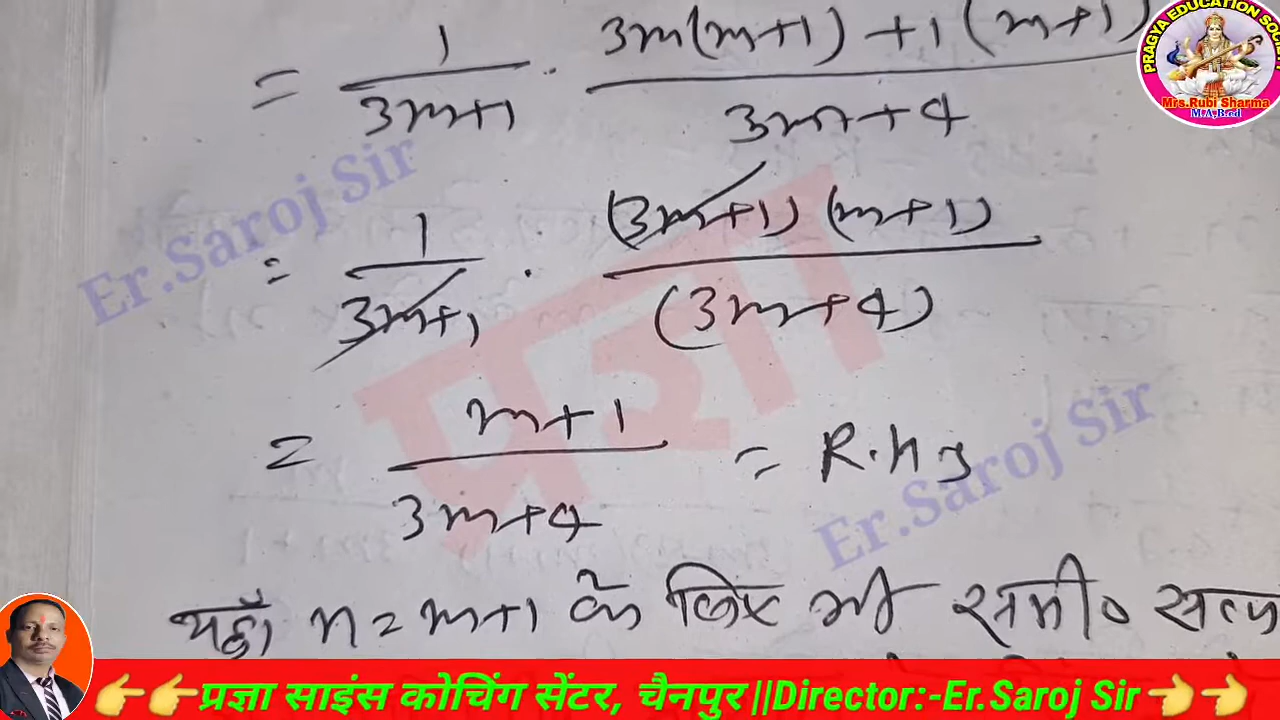 = 1/(3m+1) · (3m(m+1) + 1(m+1))/(3m+4)
= 1/(3m+1) · ((3m+1)(m+1))/(3m+4)
= (m+1)/(3m+4) = R.H.S
यहाँ n = m+1 के लिए भी समी० सत्य
PRAGYA EDUCATION
Mrs.Rubi Sharma
M.A,B.ed
Er.Saroj Sir
प्रज्ञा
Er.Saroj Sir
👉👉प्रज्ञा साइंस कोचिंग सेंटर, चैनपुर||Director:-Er.Saroj Sir👈👈